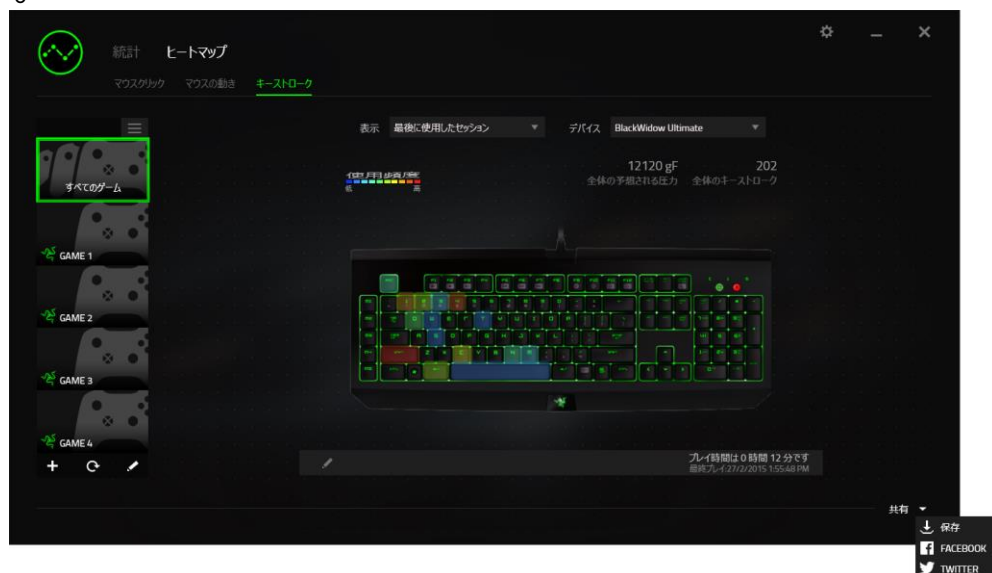 統計 ヒートマップ
マウスクリック マウスの動き キーストローク
表示 最後に使用したセッション デバイス BlackWidow Ultimate
使用頻度
低 高
12120 gF 202
全体の予想される圧力 全体のキーストローク
すべてのゲーム
GAME 1
GAME 2
GAME 3
GAME 4
プレイ時間は 0 時間 12 分です
最終プレイ:27/2/2015 1:55:48 PM
共有
保存
FACEBOOK
TWITTER